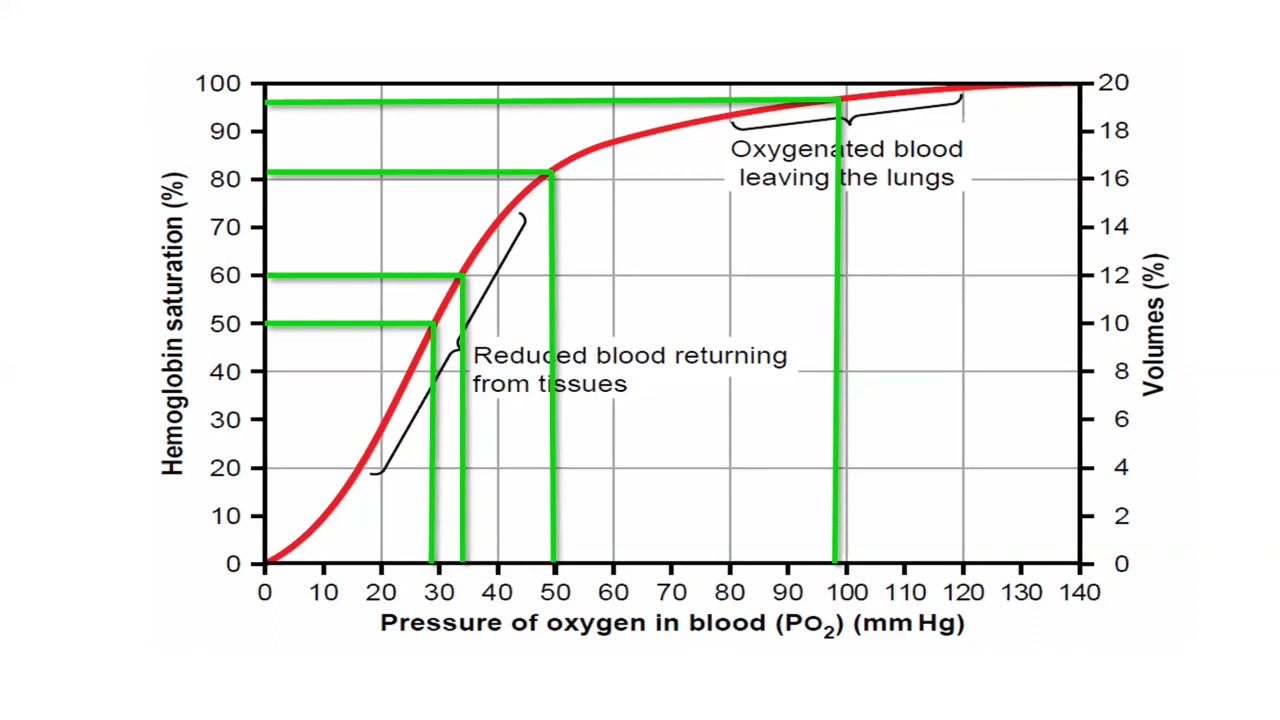 100
90
80
70
60
50
40
30
20
10
0
Hemoglobin saturation (%)
Oxygenated blood
leaving the lungs
Reduced blood returning
from tissues
20
18
16
14
12
10
8
6
4
2
0
Volumes (%)
0 10 20 30 40 50 60 70 80 90 100 110 120 130 140
Pressure of oxygen in blood (PO₂) (mm Hg)